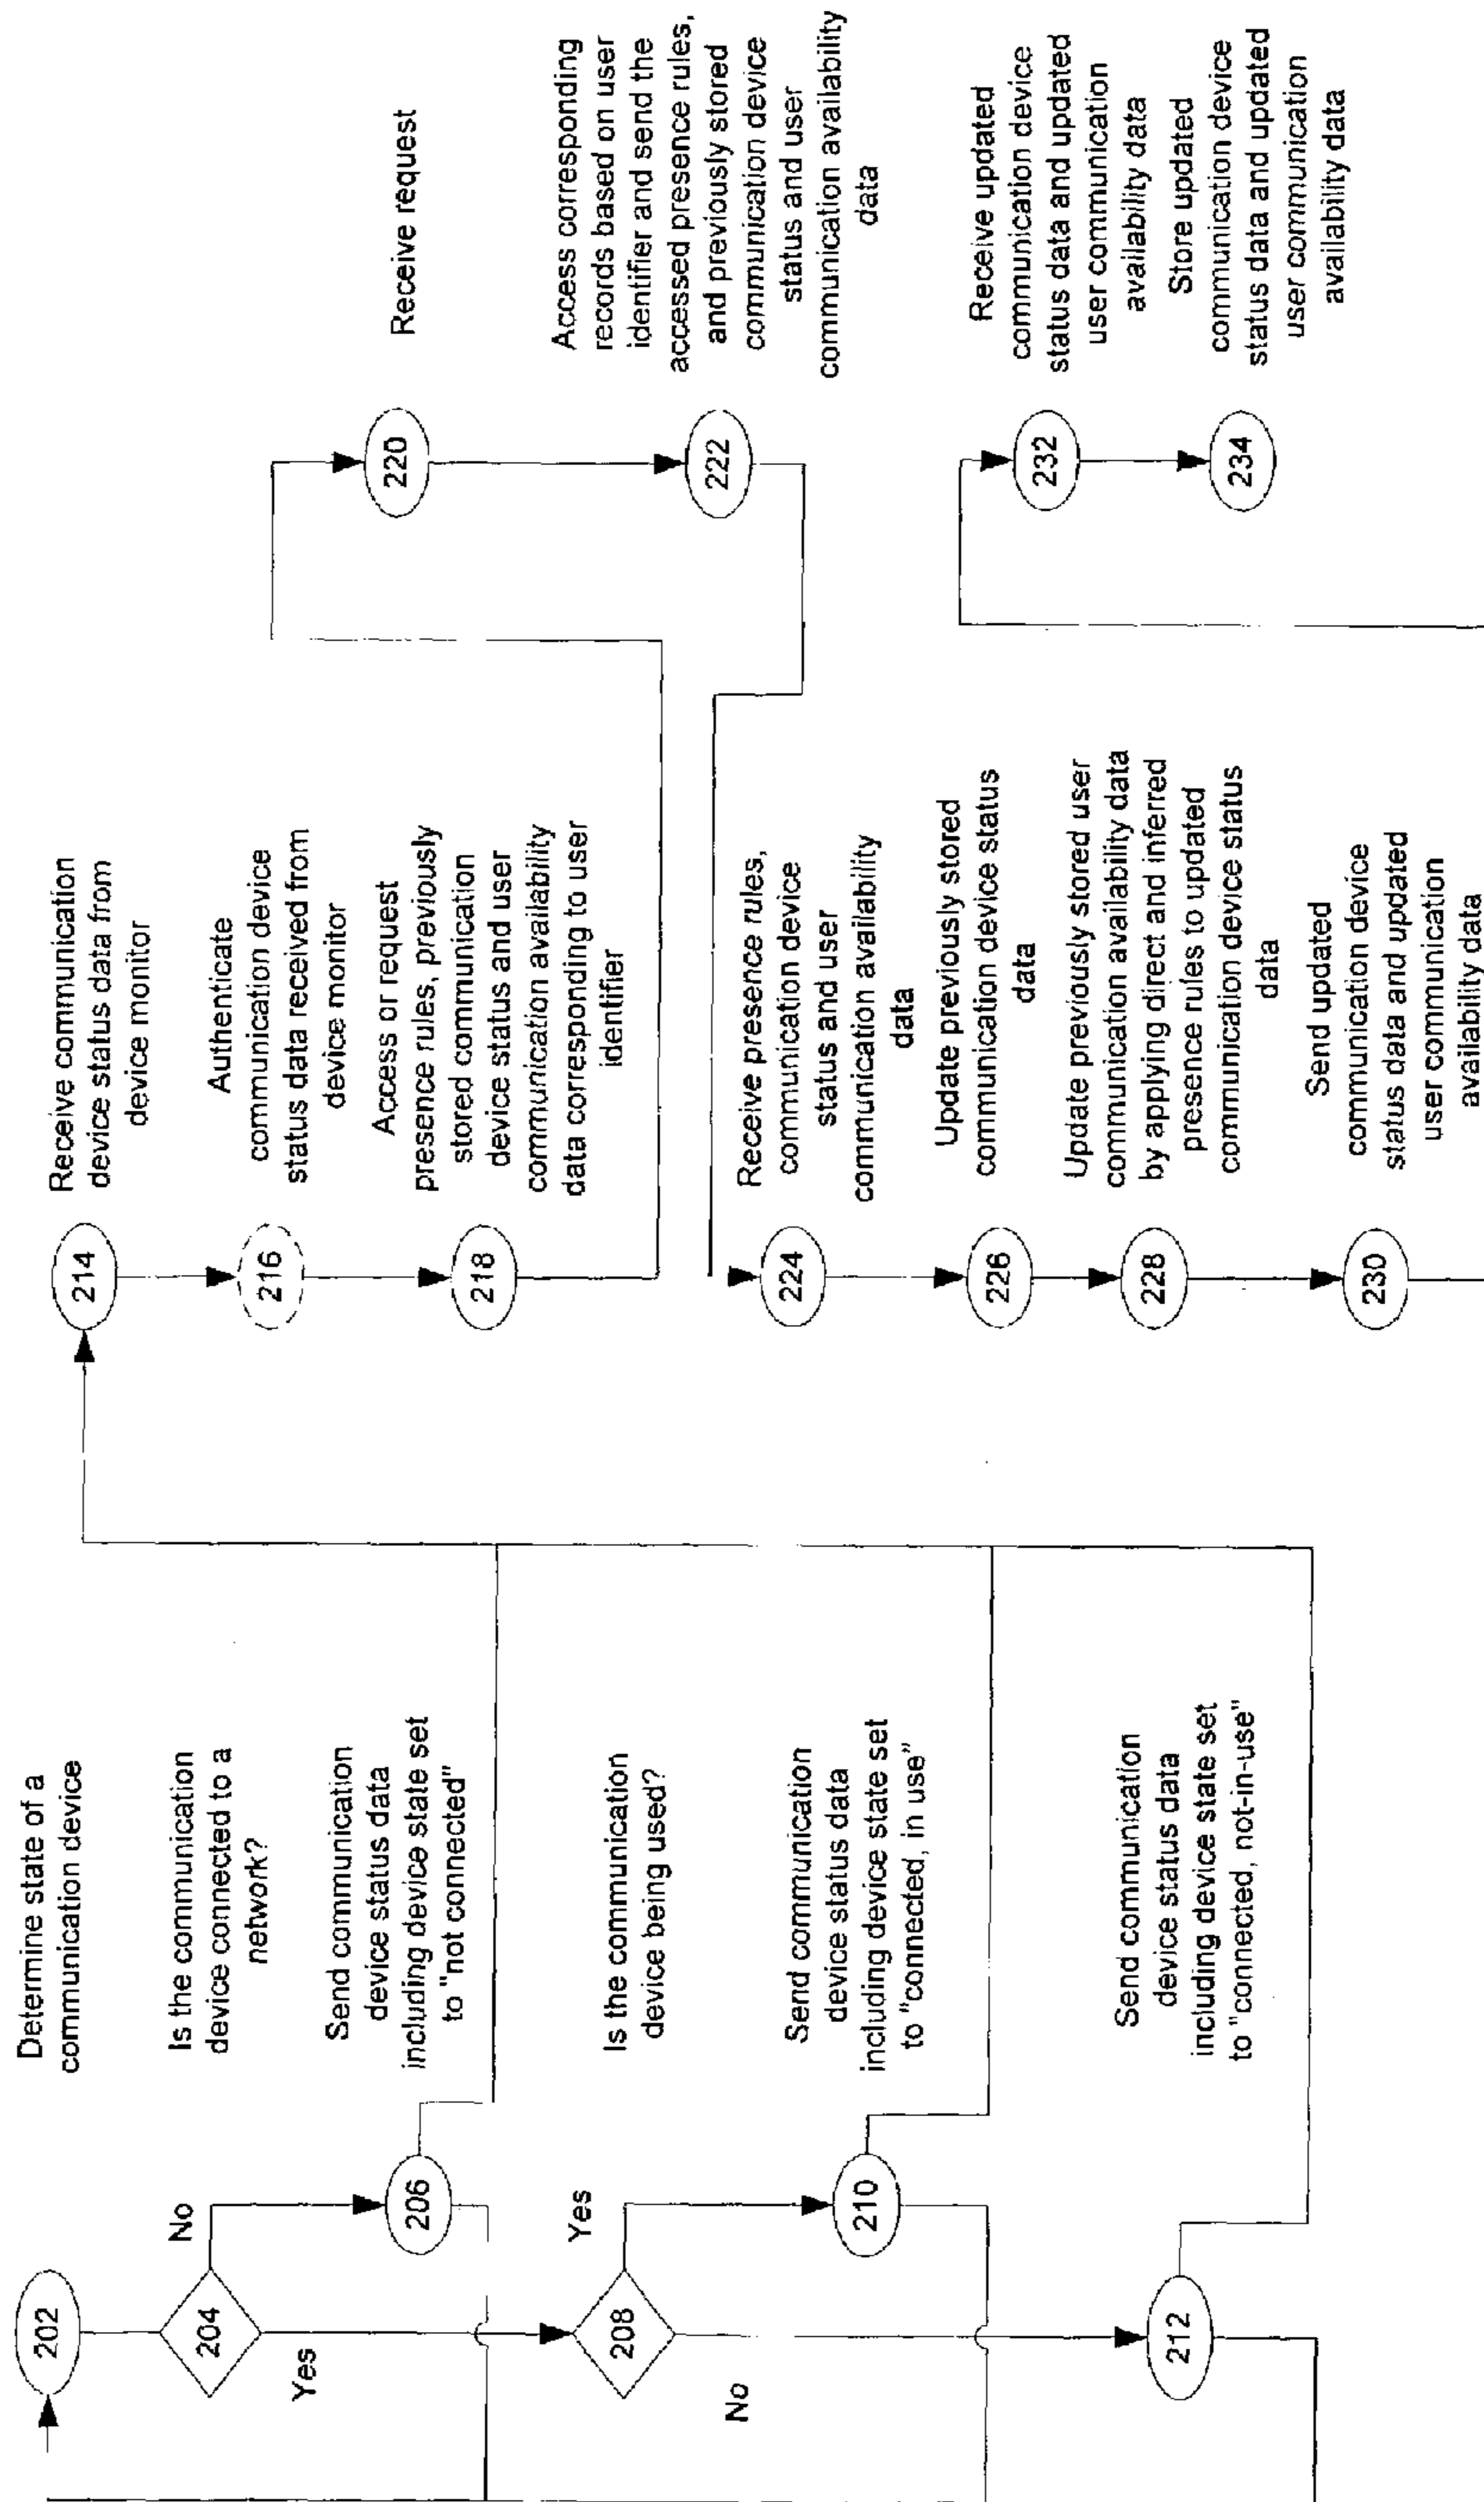 202
Determine state of a
communication device
204
No
Yes
Is the communication
device connected to a
network?
206
Send communication
device status data
including device state set
to "not connected"
208
Yes
No
Is the communication
device being used?
210
Send communication
device status data
including device state set
to "connected, in use"
212
Send communication
device status data
including device state set
to "connected, not-in-use"
214
Receive communication
device status data from
device monitor
216
Authenticate
communication device
status data received from
device monitor
218
Access or request
presence rules, previously
stored communication
device status and user
communication availability
data corresponding to user
identifier
224
Receive presence rules,
communication device
status and user
communication availability
data
226
Update previously stored
communication device status
data
228
Update previously stored user
communication availability data
by applying direct and inferred
presence rules to updated
communication device status
data
230
Send updated
communication device
status data and updated
user communication
availability data
220
Receive request
222
Access corresponding
records based on user
identifier and send the
accessed presence rules,
and previously stored
communication device
status and user
communication availability
data
232
Receive updated
communication device
status data and updated
user communication
availability data
234
Store updated
communication device
status data and updated
user communication
availability data